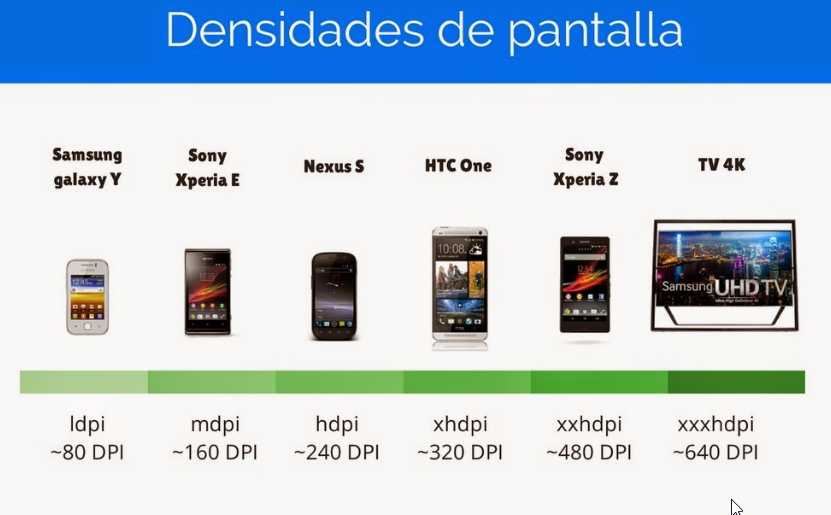 Densidades de pantalla
Samsung
galaxy Y
Sony
Xperia E
Nexus S
HTC One
Sony
Xperia Z
TV 4K
10:08
Samsung UHD TV
ldpi
~80 DPI
mdpi
~160 DPI
hdpi
~240 DPI
xhdpi
~320 DPI
xxhdpi
~480 DPI
xxxhdpi
~640 DPI